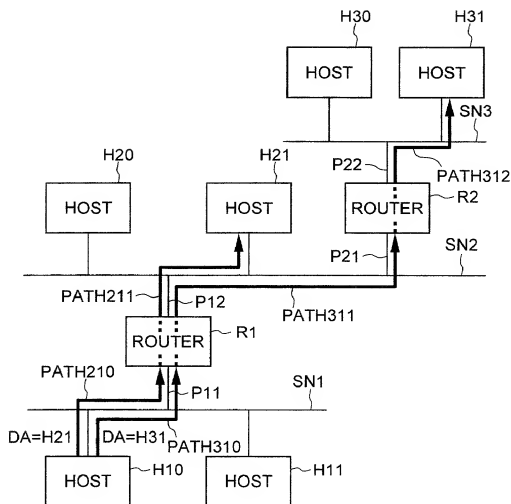 H30
H31
HOST
HOST
SN3
H20
H21
P22
PATH312
R2
HOST
HOST
ROUTER
P21
SN2
PATH211
P12
PATH311
R1
ROUTER
PATH210
P11
SN1
DA=H21
DA=H31
PATH310
HOST
H10
HOST
H11